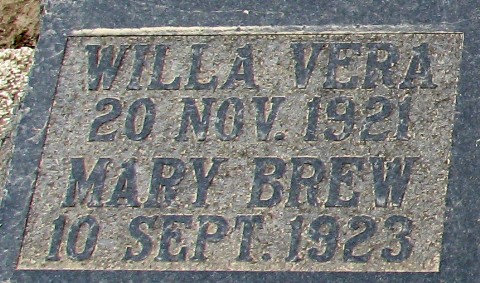 WILLA VERA
20 NOV. 1921
MARY BREW
10 SEPT. 1923